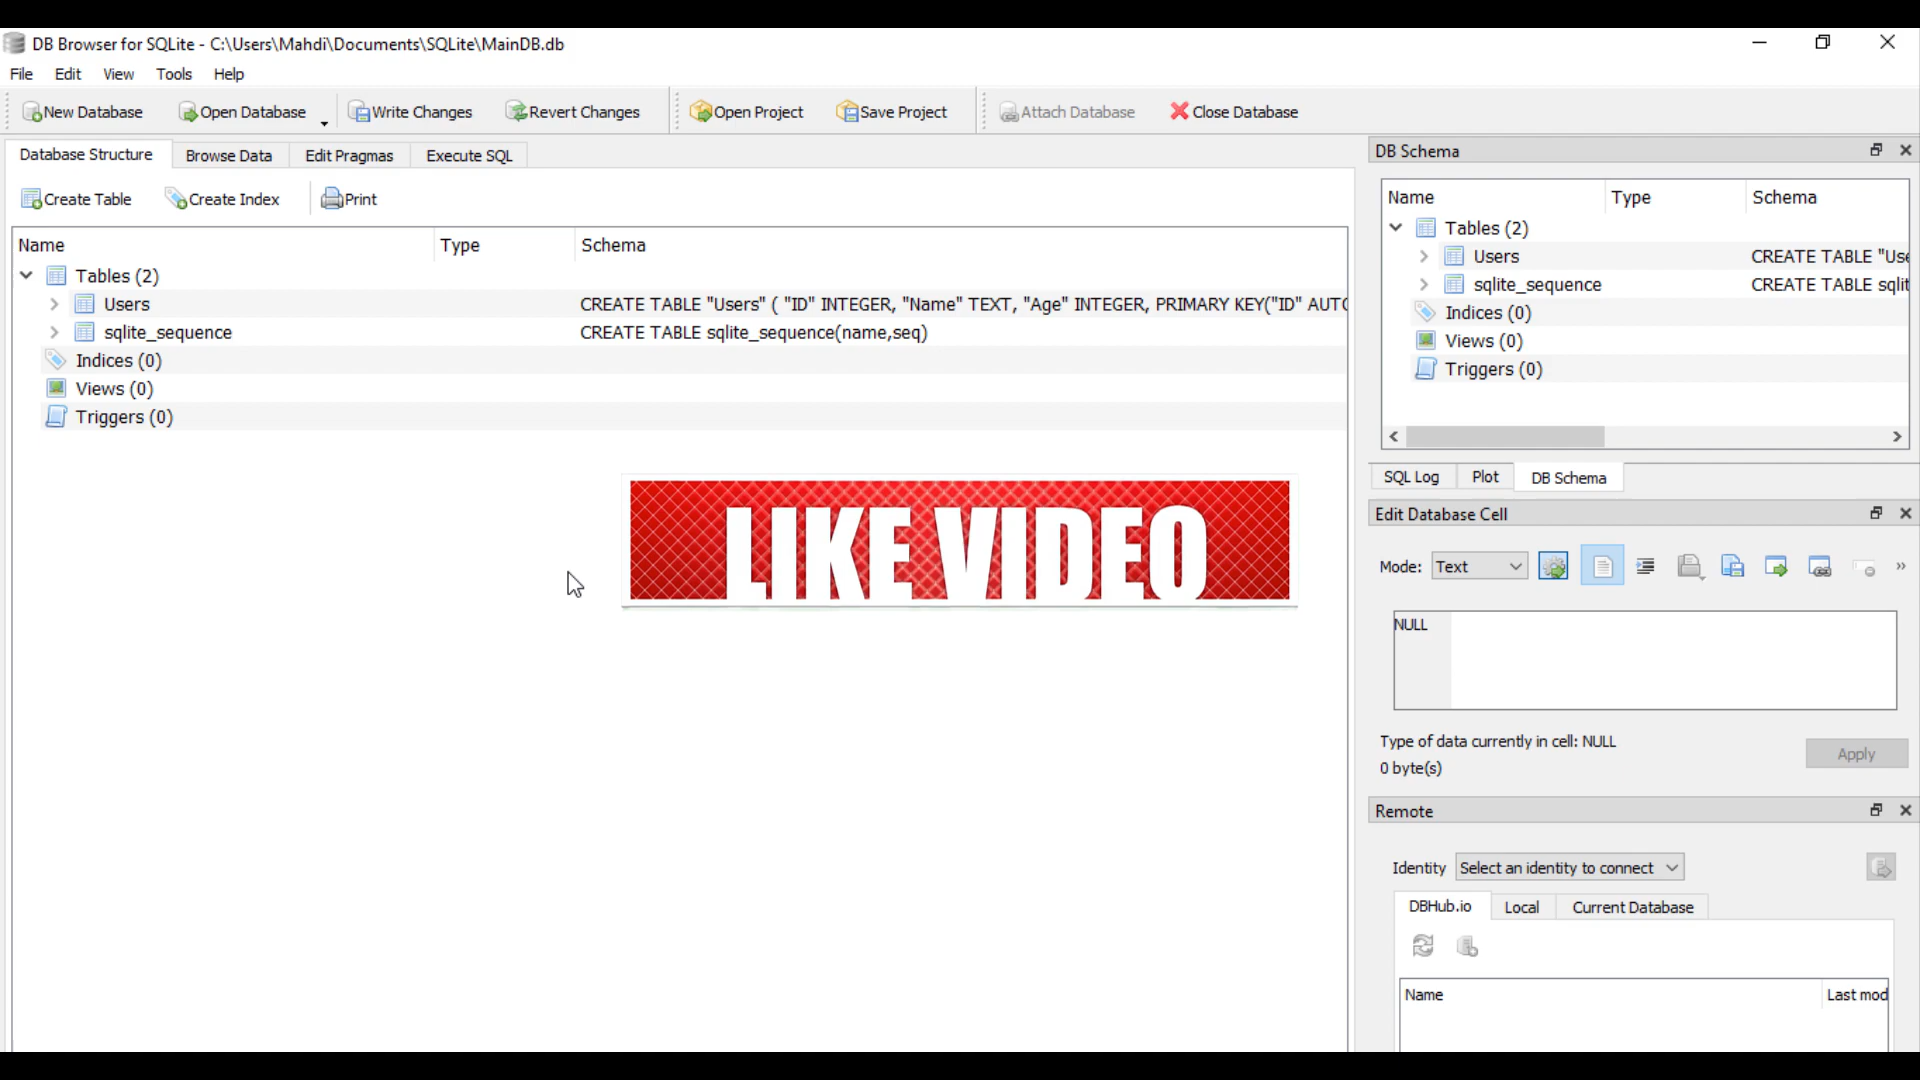 DB Browser for SQLite - C:\Users\Mahdi\Documents\SQLite\MainDB.db
File Edit View Tools Help
New Database Open Database Write Changes Revert Changes Open Project Save Project Attach Database Close Database
Database Structure Browse Data Edit Pragmas Execute SQL
Create Table Create Index Print
Name Type Schema
Tables (2)
Users CREATE TABLE "Users" ( "ID" INTEGER, "Name" TEXT, "Age" INTEGER, PRIMARY KEY("ID" AUTO
sqlite_sequence CREATE TABLE sqlite_sequence(name,seq)
Indices (0)
Views (0)
Triggers (0)
LIKE VIDEO
DB Schema
Name Type Schema
Tables (2)
Users CREATE TABLE "Use
sqlite_sequence CREATE TABLE sqlit
Indices (0)
Views (0)
Triggers (0)
SQL Log Plot DB Schema
Edit Database Cell
Mode: Text
NULL
Type of data currently in cell: NULL
0 byte(s)
Apply
Remote
Identity Select an identity to connect
DBHub.io Local Current Database
Name Last mod